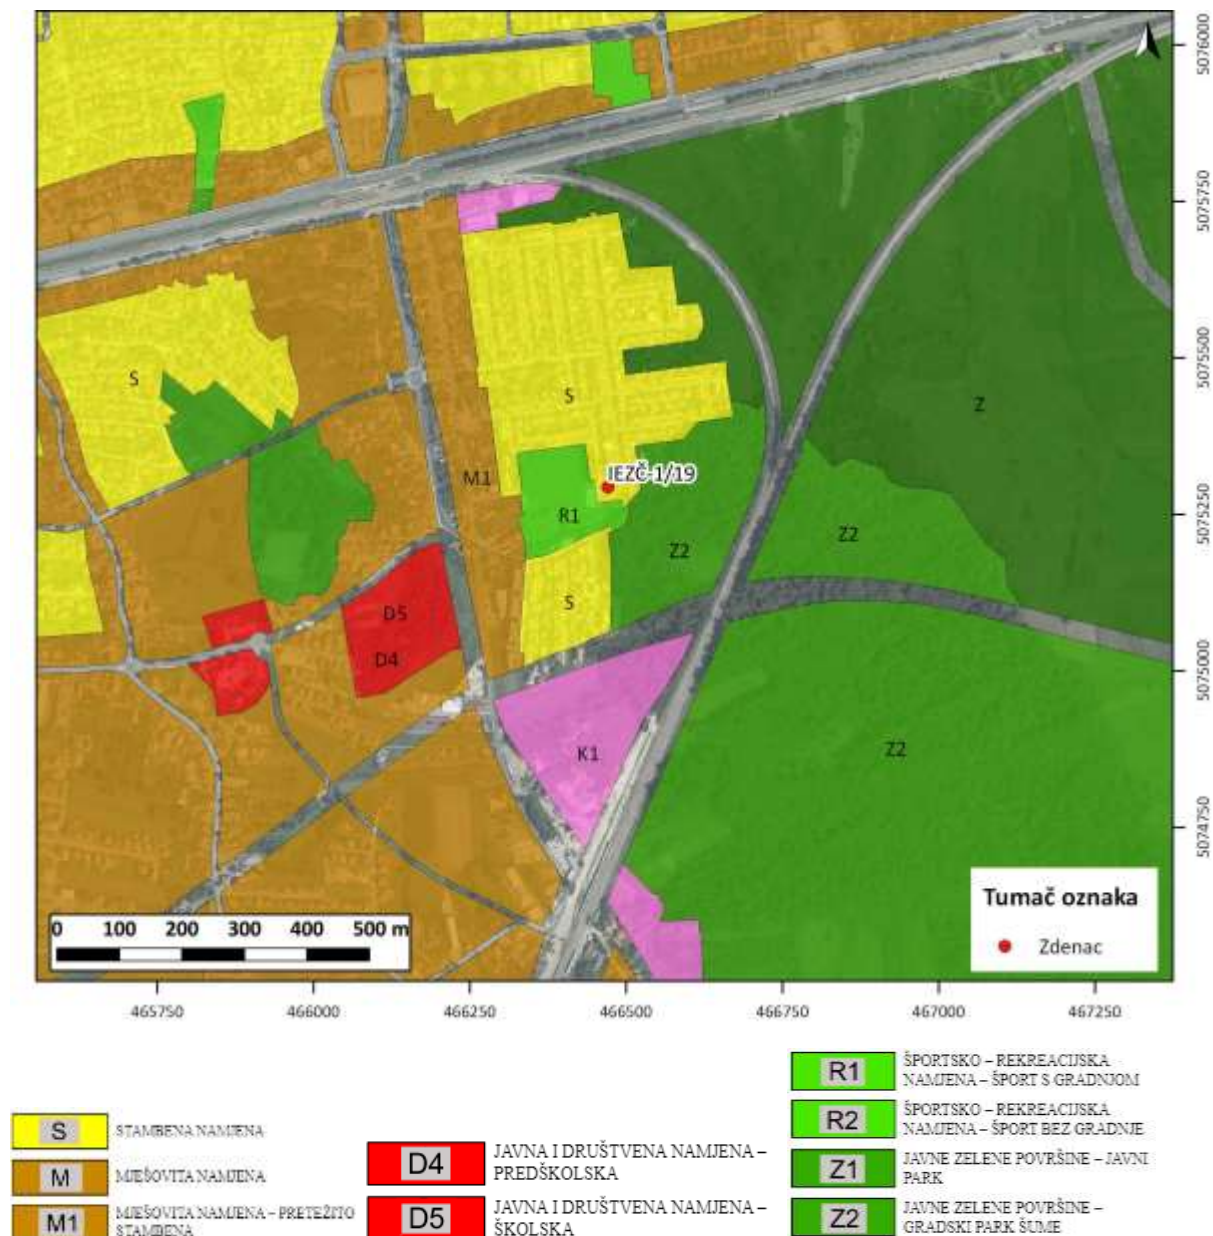 5076000
5075750
5075500
5075250
5075000
5074750
S
S
Z
IEZČ-1/19
M1
R1
Z2
Z2
S
D5
D4
K1
Z2
Tumač oznaka
Zdenac
0 100 200 300 400 500 m
465750 466000 466250 466500 466750 467000 467250
S STAMBENA NAMJENA
M MJEŠOVITA NAMJENA
M1 MJEŠOVITA NAMJENA – PRETEŽITO
STAMBENA
D4 JAVNA I DRUŠTVENA NAMJENA –
PREDŠKOLSKA
D5 JAVNA I DRUŠTVENA NAMJENA –
ŠKOLSKA
R1 ŠPORTSKO – REKREACIJSKA
NAMJENA – ŠPORT S GRADNJOM
R2 ŠPORTSKO – REKREACIJSKA
NAMJENA – ŠPORT BEZ GRADNJE
Z1 JAVNE ZELENE POVRŠINE – JAVNI
PARK
Z2 JAVNE ZELENE POVRŠINE –
GRADSKI PARK ŠUME